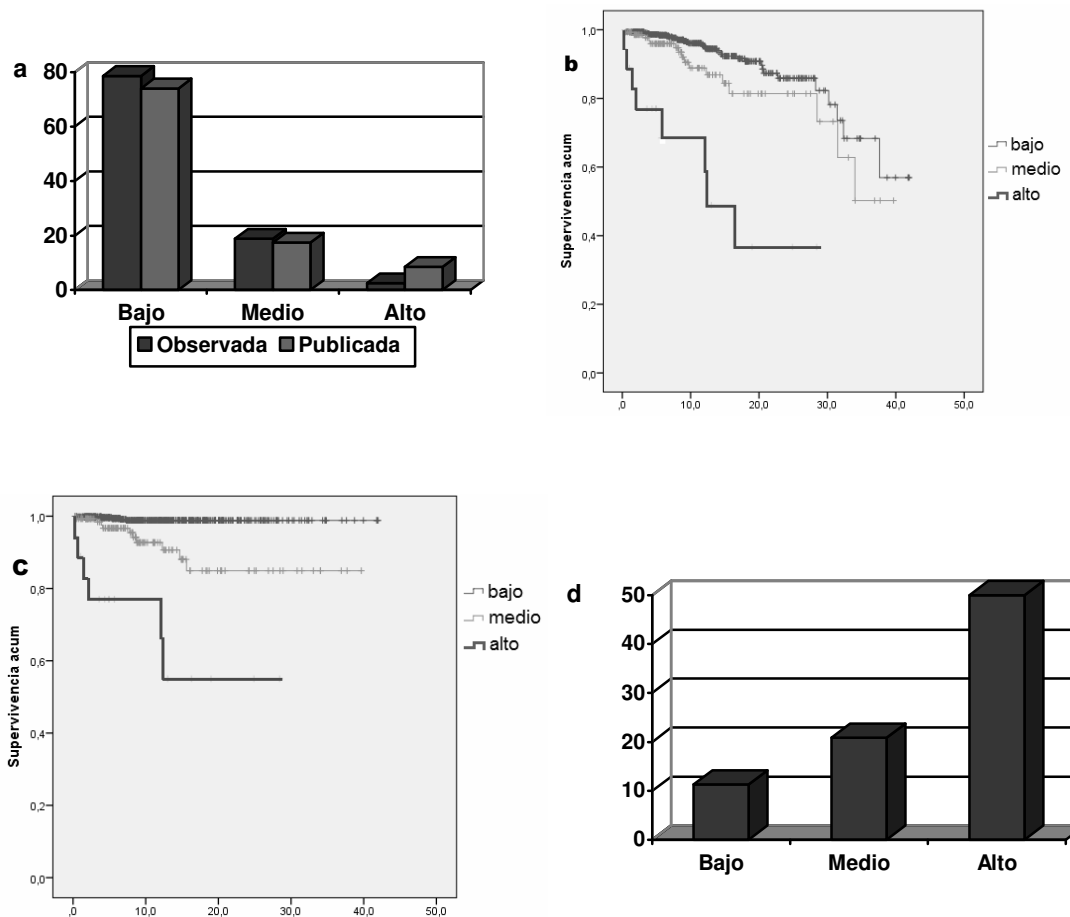 a
80
60
40
20
0
Bajo Medio Alto
Observada Publicada
b
Supervivencia acum
1,0
0,8
0,6
0,4
0,2
0,0
,0 10,0 20,0 30,0 40,0 50,0
bajo
medio
alto
c
Supervivencia acum
1,0
0,8
0,6
0,4
0,2
0,0
,0 10,0 20,0 30,0 40,0 50,0
bajo
medio
alto
d
50
40
30
20
10
0
Bajo Medio Alto